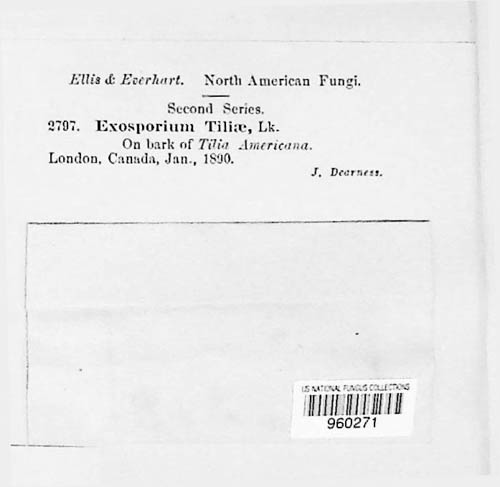 Ellis & Everhart. North American Fungi.
Second Series.
2797. Exosporium Tiliæ, Lk.
On bark of Tilia Americana.
London, Canada, Jan., 1890.
J. Dearness.
US NATIONAL FUNGUS COLLECTIONS
960271